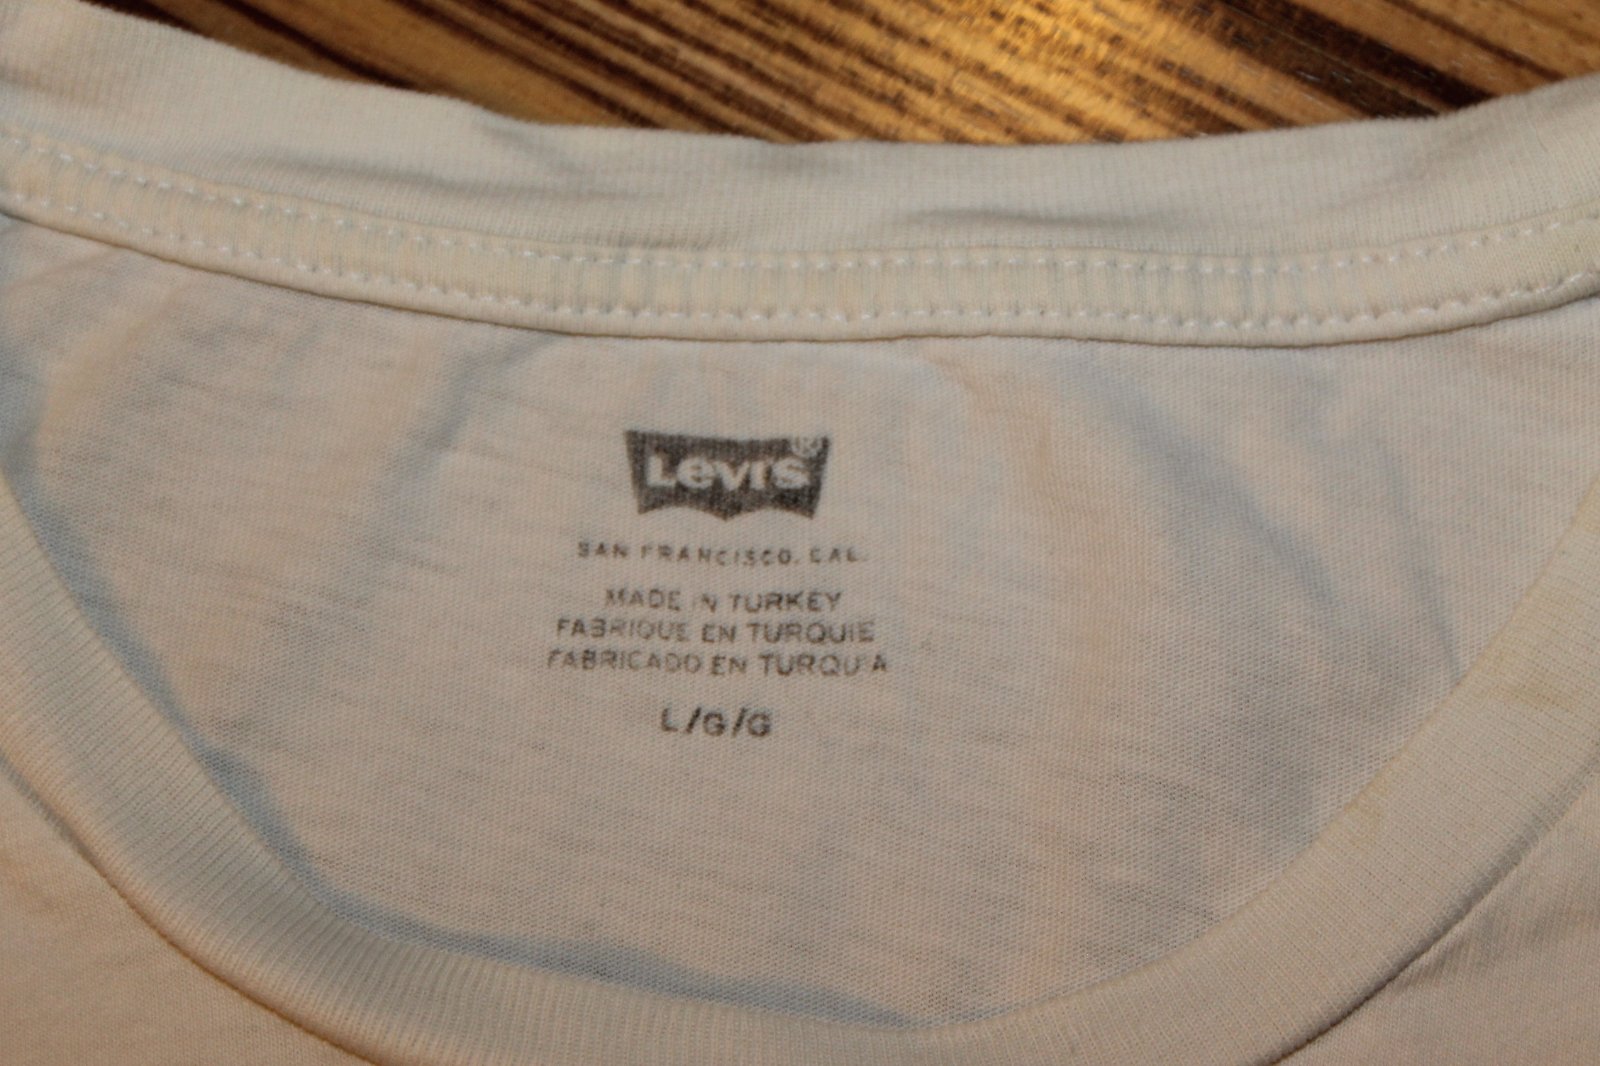 Levi's®
SAN FRANCISCO, CAL.
MADE IN TURKEY
FABRIQUE EN TURQUIE
FABRICADO EN TURQUIA
L/G/G